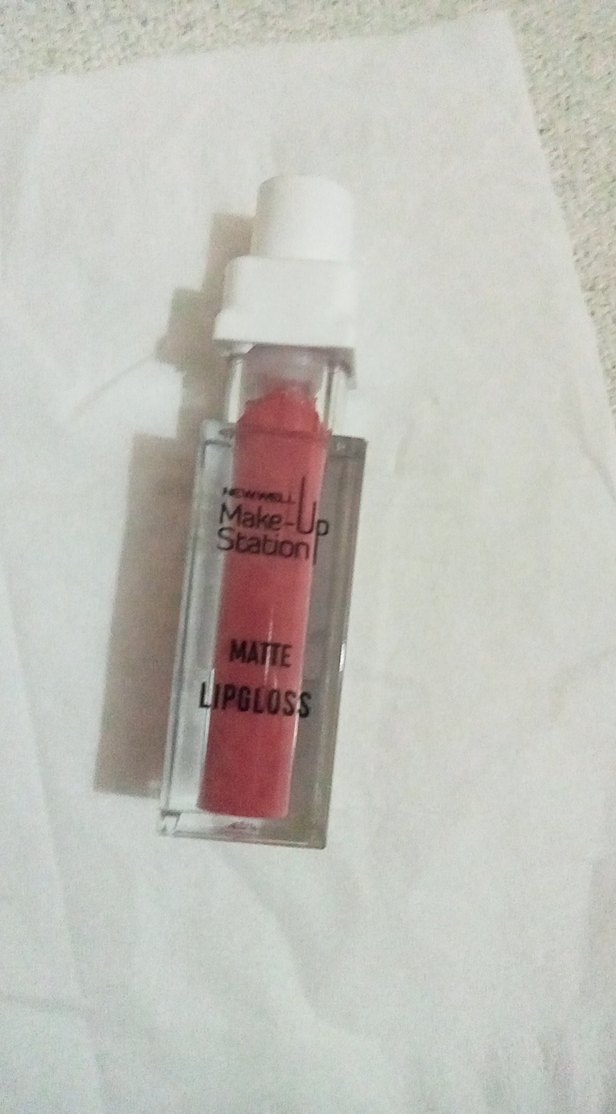 NEW WELL
Make-Up
Station
MATTE
LIPGLOSS